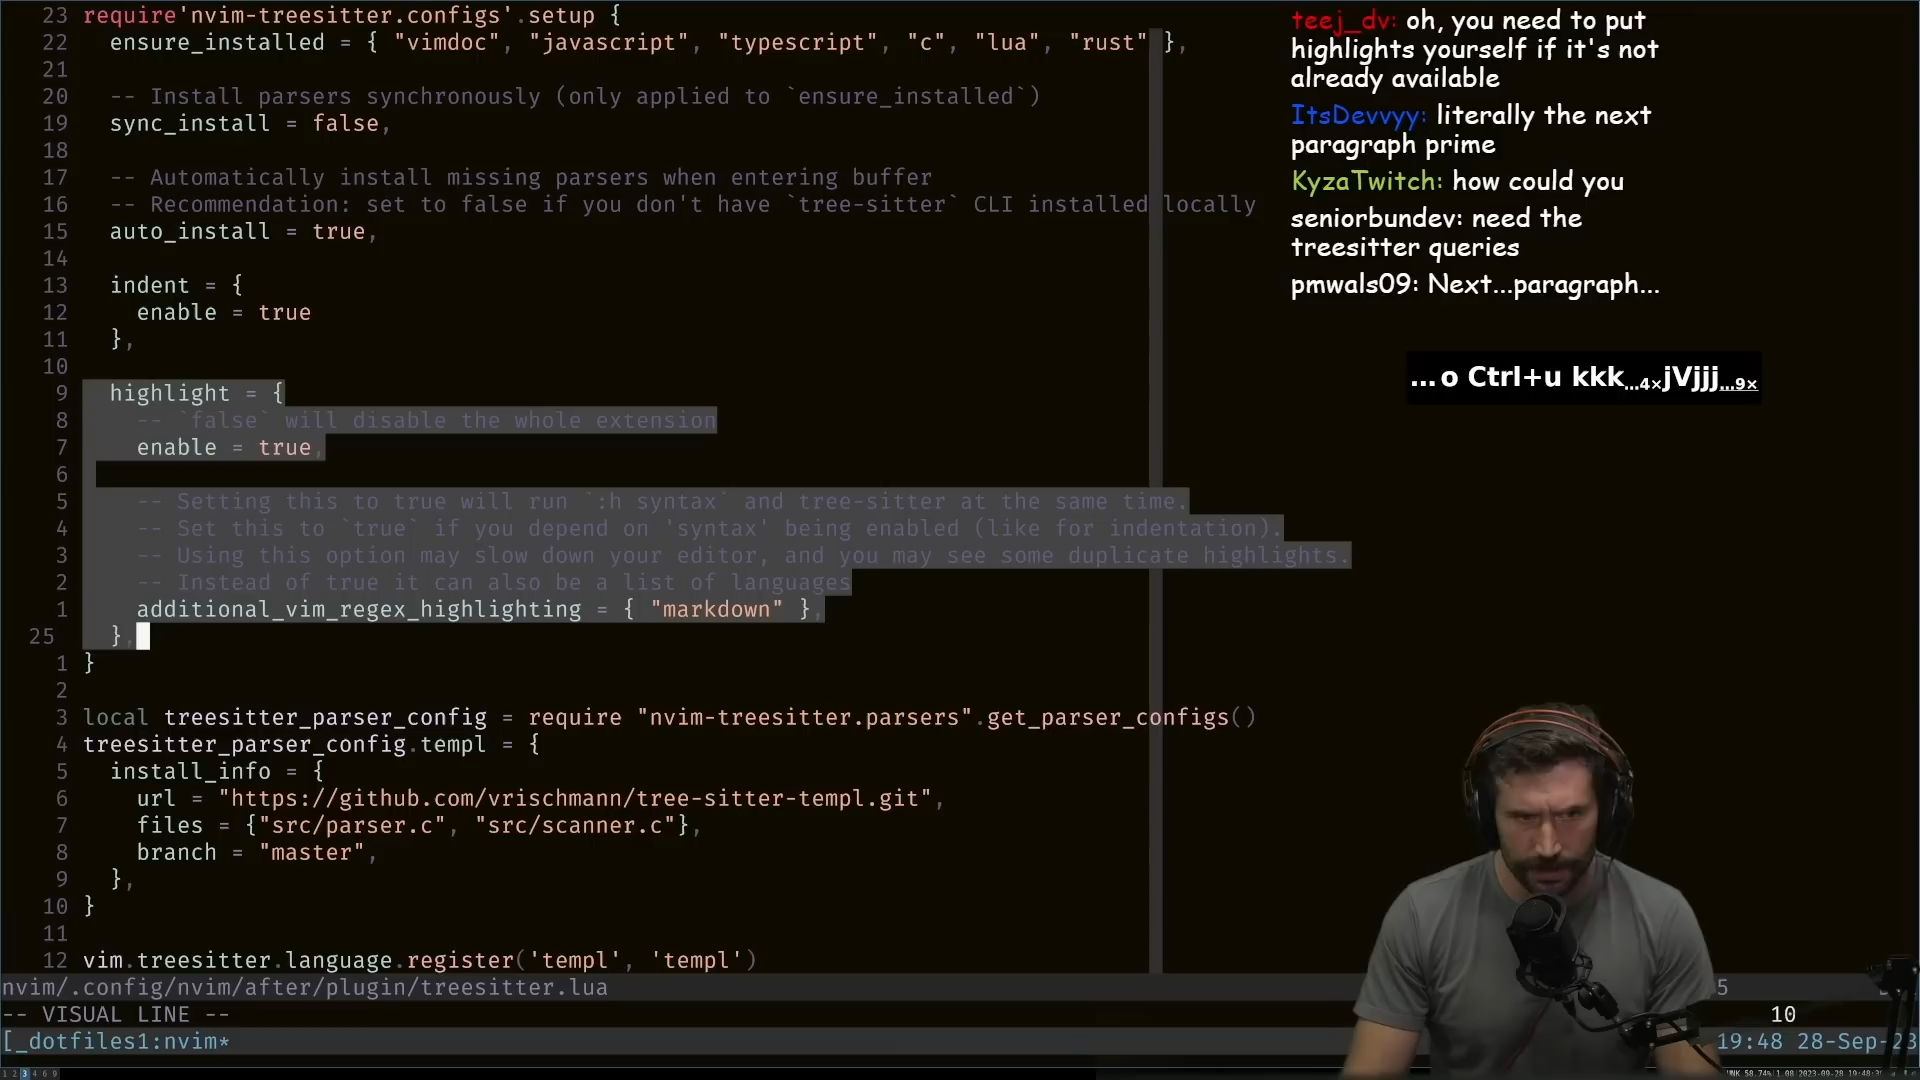 23 require'nvim-treesitter.configs'.setup {
22   ensure_installed = { "vimdoc", "javascript", "typescript", "c", "lua", "rust" },
21
20   -- Install parsers synchronously (only applied to `ensure_installed`)
19   sync_install = false,
18
17   -- Automatically install missing parsers when entering buffer
16   -- Recommendation: set to false if you don't have `tree-sitter` CLI installed locally
15   auto_install = true,
14
13   indent = {
12     enable = true
11   },
10
9   highlight = {
8     -- `false` will disable the whole extension
7     enable = true,
6
5     -- Setting this to true will run `:h syntax` and tree-sitter at the same time.
4     -- Set this to `true` if you depend on 'syntax' being enabled (like for indentation).
3     -- Using this option may slow down your editor, and you may see some duplicate highlights.
2     -- Instead of true it can also be a list of languages
1     additional_vim_regex_highlighting = { "markdown" },
25   },
1 }
2
3 local treesitter_parser_config = require "nvim-treesitter.parsers".get_parser_configs()
4 treesitter_parser_config.templ = {
5   install_info = {
6     url = "https://github.com/vrischmann/tree-sitter-templ.git",
7     files = {"src/parser.c", "src/scanner.c"},
8     branch = "master",
9   },
10 }
11
12 vim.treesitter.language.register('templ', 'templ')
nvim/.config/nvim/after/plugin/treesitter.lua
-- VISUAL LINE -- 10
[_dotfiles1:nvim* 19:48 28-Sep-23
teej_dv: oh, you need to put
highlights yourself if it's not
already available
ItsDevvyy: literally the next
paragraph prime
KyzaTwitch: how could you
seniorbundev: need the
treesitter queries
pmwals09: Next...paragraph...
...o Ctrl+u kkk...4×jVjjj...9×